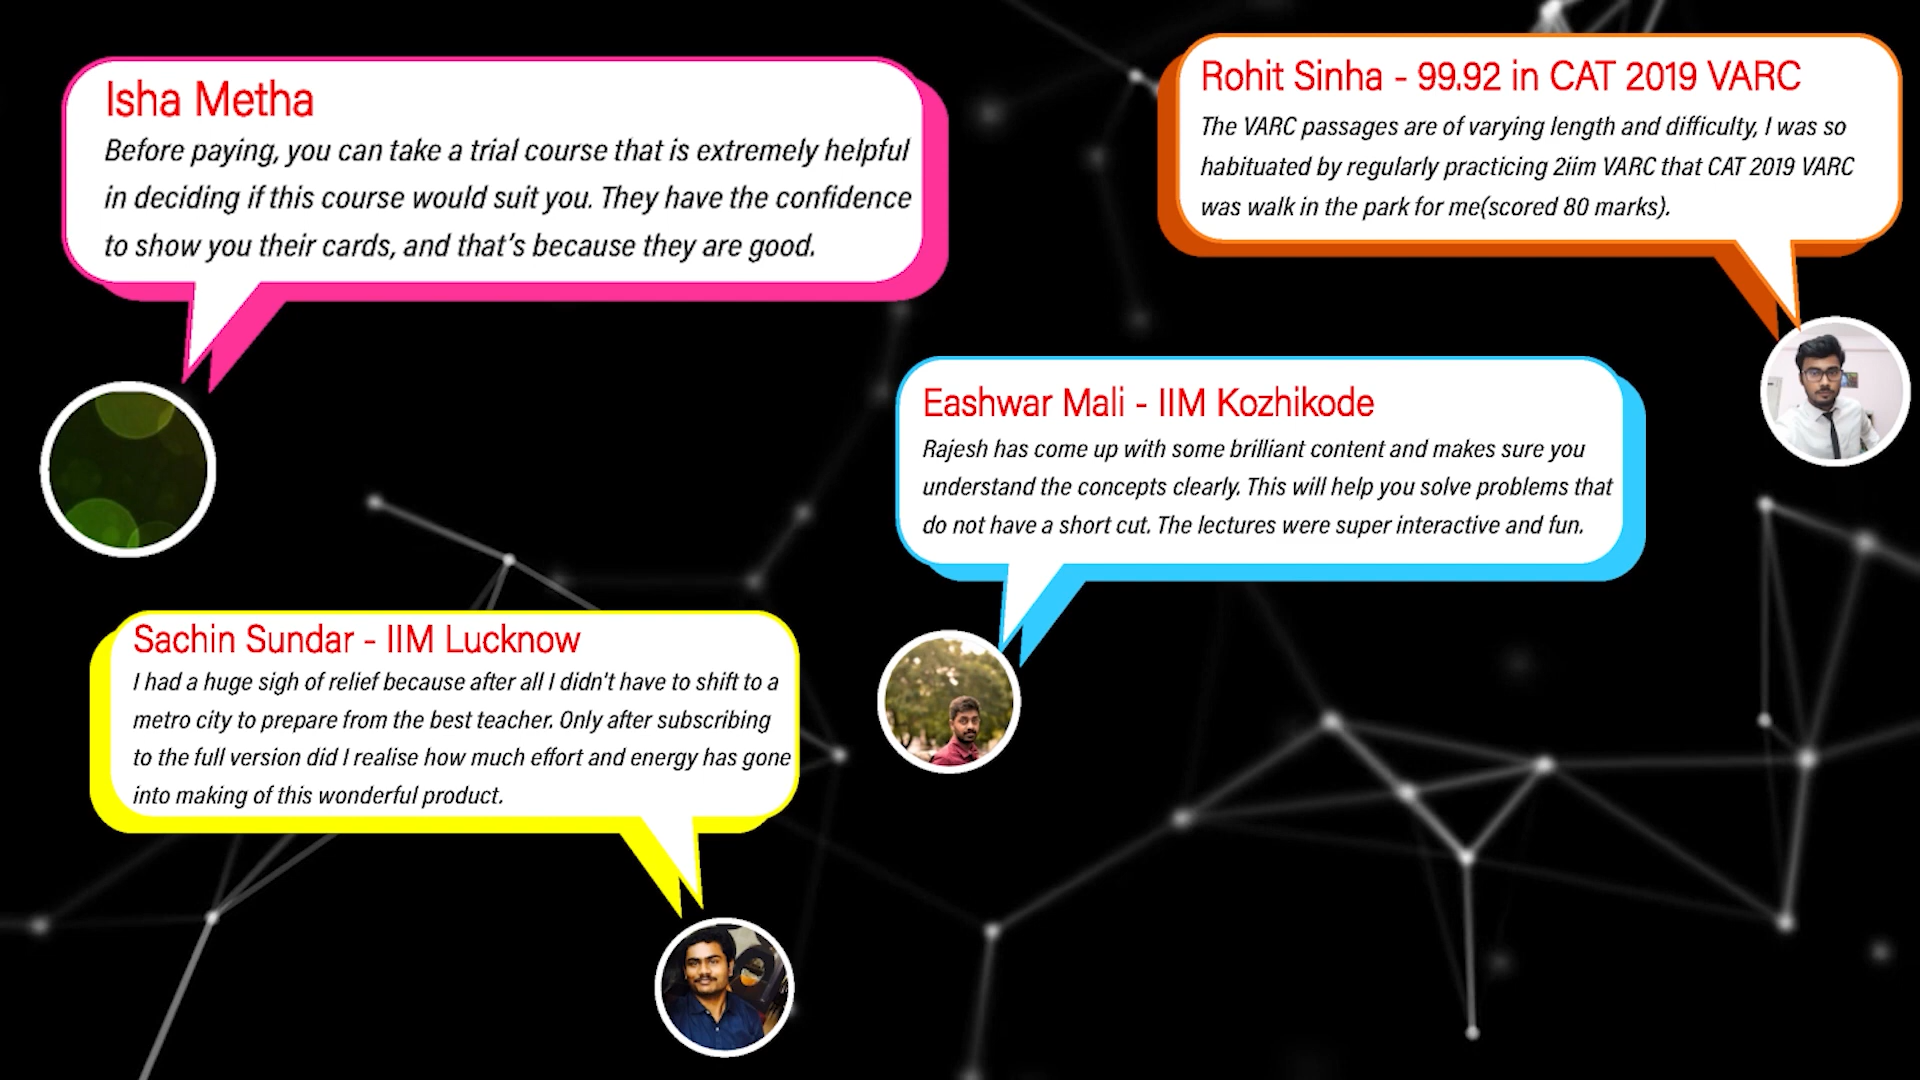 Isha Metha
Before paying, you can take a trial course that is extremely helpful
in deciding if this course would suit you. They have the confidence
to show you their cards, and that's because they are good.
Rohit Sinha - 99.92 in CAT 2019 VARC
The VARC passages are of varying length and difficulty, I was so
habituated by regularly practicing 2iim VARC that CAT 2019 VARC
was walk in the park for me(scored 80 marks).
Eashwar Mali - IIM Kozhikode
Rajesh has come up with some brilliant content and makes sure you
understand the concepts clearly. This will help you solve problems that
do not have a short cut. The lectures were super interactive and fun.
Sachin Sundar - IIM Lucknow
I had a huge sigh of relief because after all I didn't have to shift to a
metro city to prepare from the best teacher. Only after subscribing
to the full version did I realise how much effort and energy has gone
into making of this wonderful product.